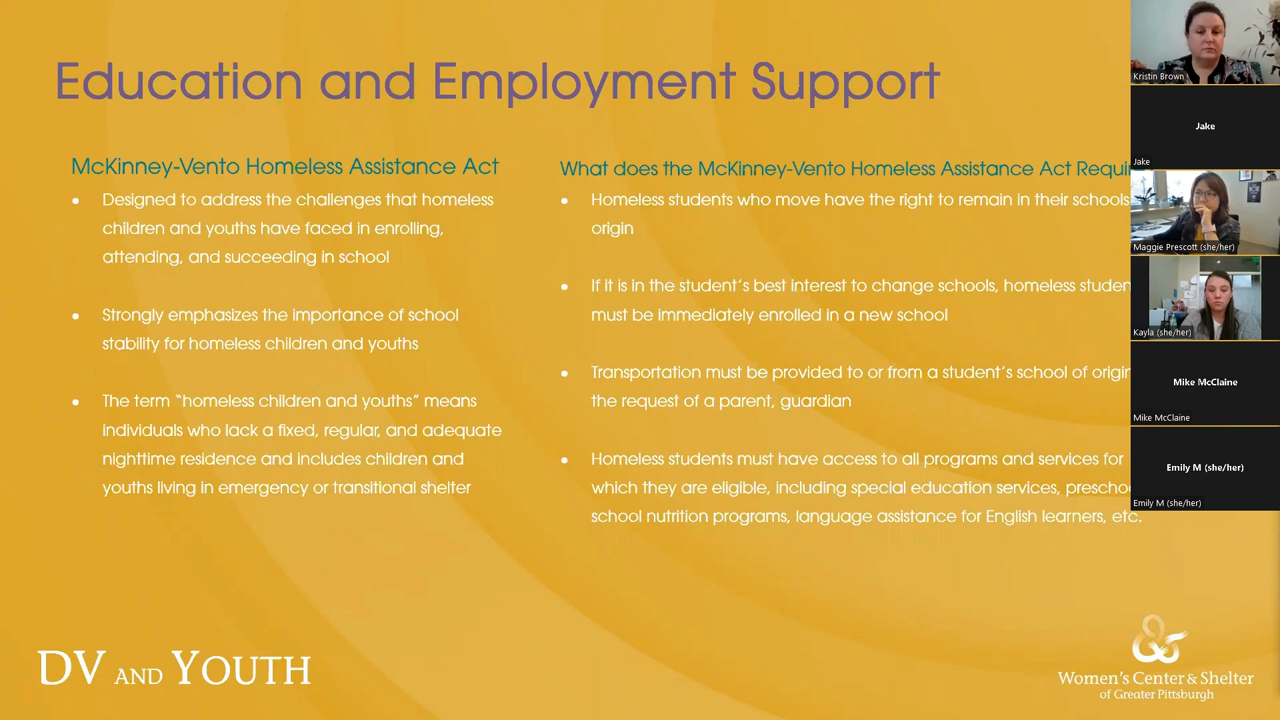 Education and Employment Support
McKinney-Vento Homeless Assistance Act
Designed to address the challenges that homeless
children and youths have faced in enrolling,
attending, and succeeding in school
Strongly emphasizes the importance of school
stability for homeless children and youths
The term “homeless children and youths” means
individuals who lack a fixed, regular, and adequate
nighttime residence and includes children and
youths living in emergency or transitional shelter
What does the McKinney-Vento Homeless Assistance Act
Homeless students who move have the right to remain in their schools
origin
If it is in the student’s best interest to change schools, homeless
must be immediately enrolled in a new school
Transportation must be provided to or from a student’s school of origin
the request of a parent, guardian
Homeless students must have access to all programs and services for
which they are eligible, including special education services,
school nutrition programs, language assistance for English learners, etc.
DV AND YOUTH
Women's Center & Shelter
of Greater Pittsburgh
Kristin Brown
Jake
Jake
Maggie Prescott (she/her)
Kayla (she/her)
Mike McClaine
Mike McClaine
Emily M (she/her)
Emily M (she/her)